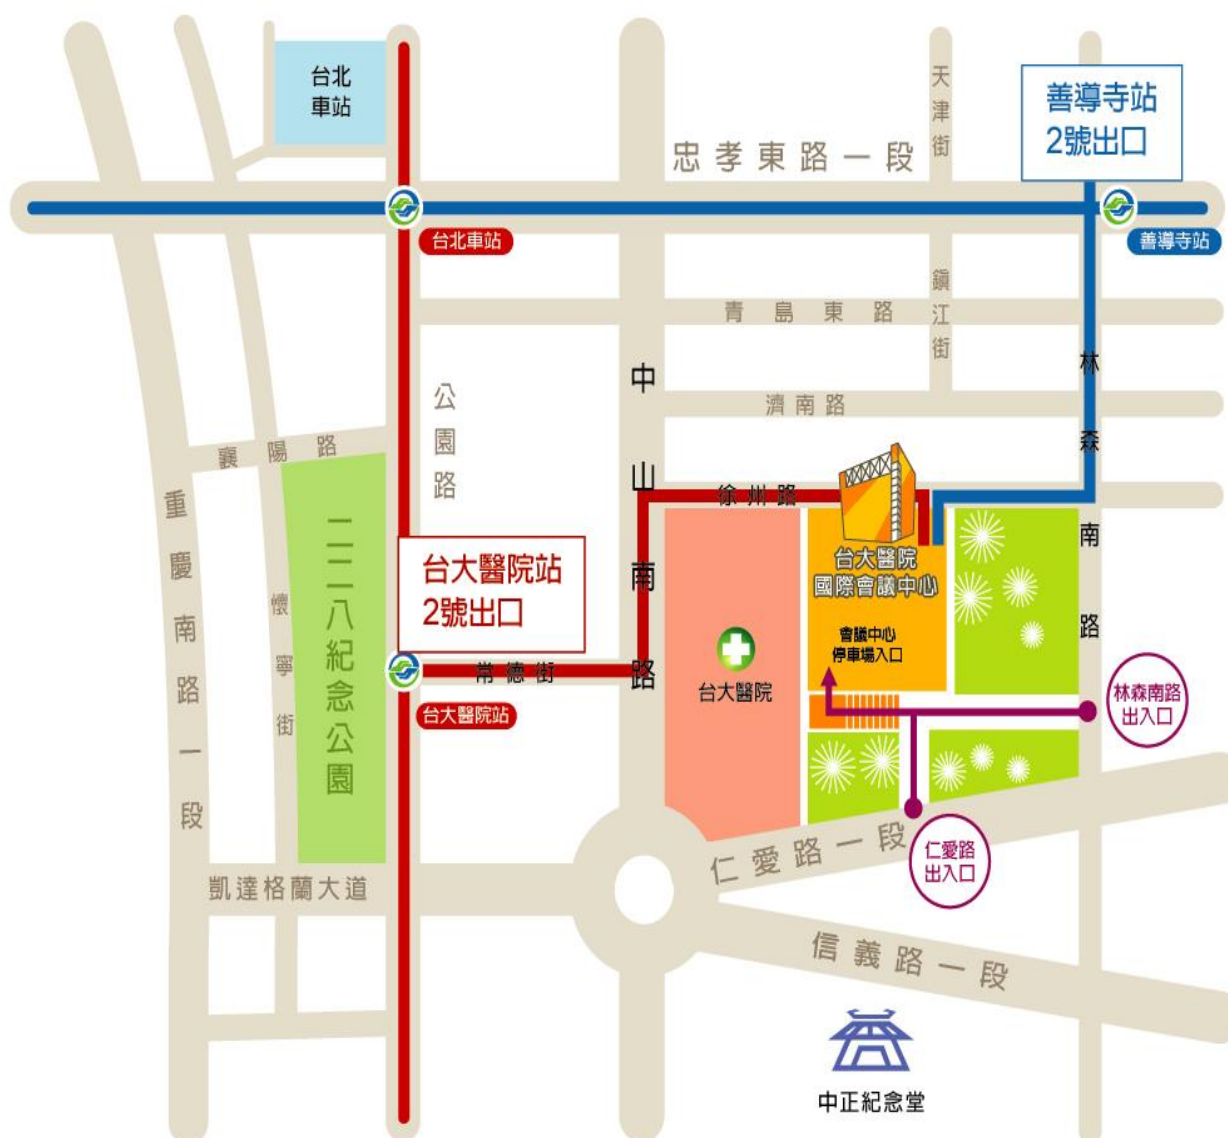 台北
車站
天津街
善導寺站
2號出口
忠孝東路一段
台北車站
善導寺站
鎮江街
青島東路
中山南路
林森南路
公園路
濟南路
襄陽路
徐州路
重慶南路一段
二二八紀念公園
台大醫院站
2號出口
台大醫院
國際會議中心
懷寧街
會議中心
停車場入口
常德街
台大醫院
林森南路
出入口
台大醫院站
仁愛路一段
仁愛路
出入口
凱達格蘭大道
信義路一段
中正紀念堂